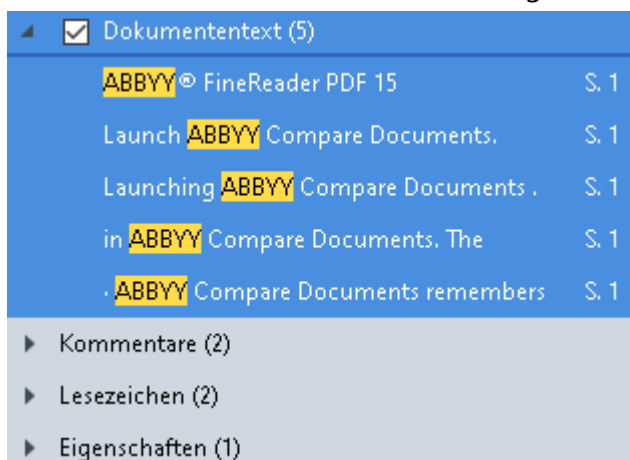 Dokumententext (5)
ABBYY® FineReader PDF 15 S. 1
Launch ABBYY Compare Documents. S. 1
Launching ABBYY Compare Documents . S. 1
in ABBYY Compare Documents. The S. 1
· ABBYY Compare Documents remembers S. 1
Kommentare (2)
Lesezeichen (2)
Eigenschaften (1)